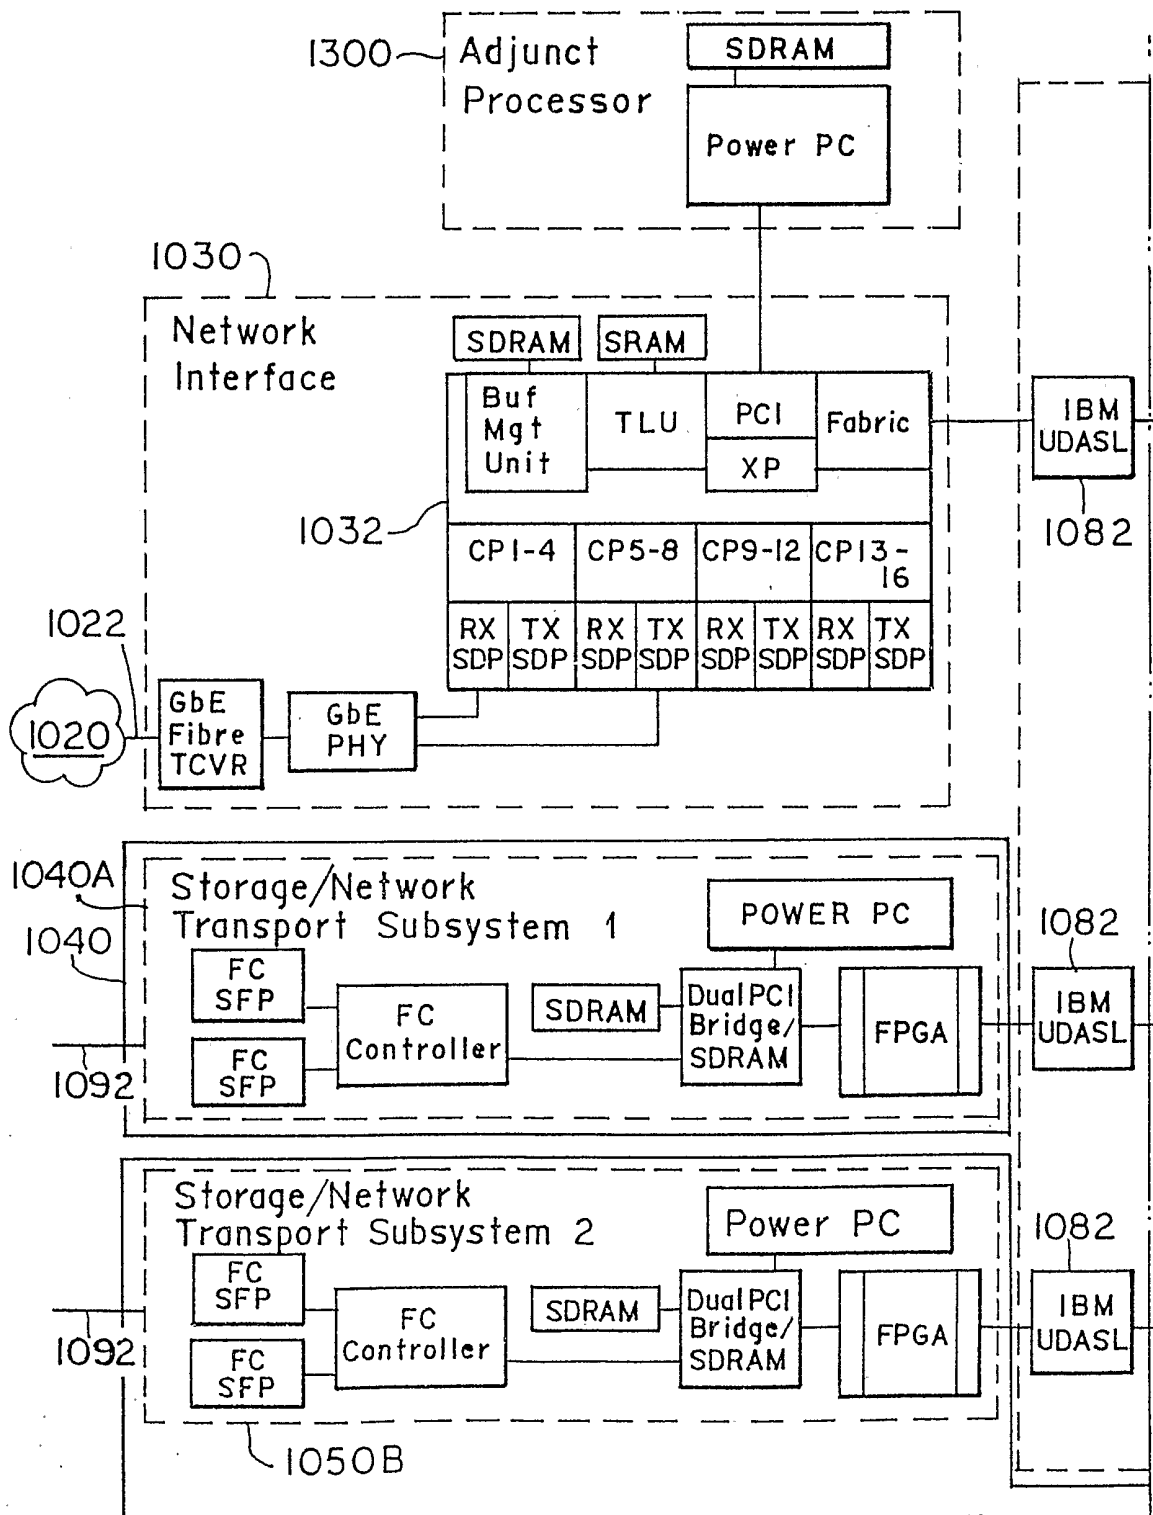 1300
Adjunct
Processor
SDRAM
Power PC
1030
Network
Interface
SDRAM
SRAM
Buf
Mgt
Unit
TLU
PCI
XP
Fabric
IBM
UDASL
1082
1032
CP1-4
CP5-8
CP9-12
CP13-
16
RX
SDP
TX
SDP
RX
SDP
TX
SDP
RX
SDP
TX
SDP
RX
SDP
TX
SDP
1022
1020
GbE
Fibre
TCVR
GbE
PHY
1040A
1040
Storage/Network
Transport Subsystem 1
POWER PC
FC
SFP
FC
SFP
FC
Controller
SDRAM
Dual PCI
Bridge/
SDRAM
FPGA
1082
IBM
UDASL
1092
Storage/Network
Transport Subsystem 2
Power PC
FC
SFP
FC
SFP
FC
Controller
SDRAM
Dual PCI
Bridge/
SDRAM
FPGA
1082
IBM
UDASL
1092
1050B